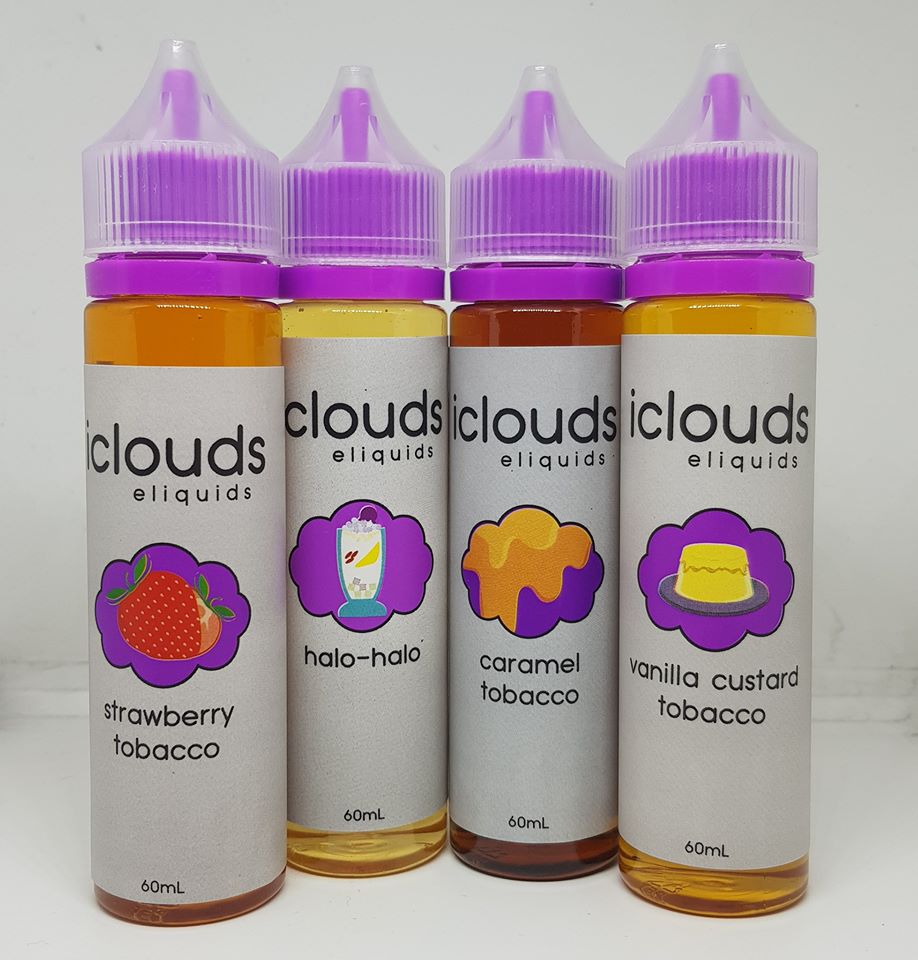 iclouds
eliquids
strawberry
tobacco
60mL
clouds
eliquids
halo-halo
60mL
iclouds
eliquids
caramel
tobacco
60mL
iclouds
eliquids
vanilla custard
tobacco
60mL